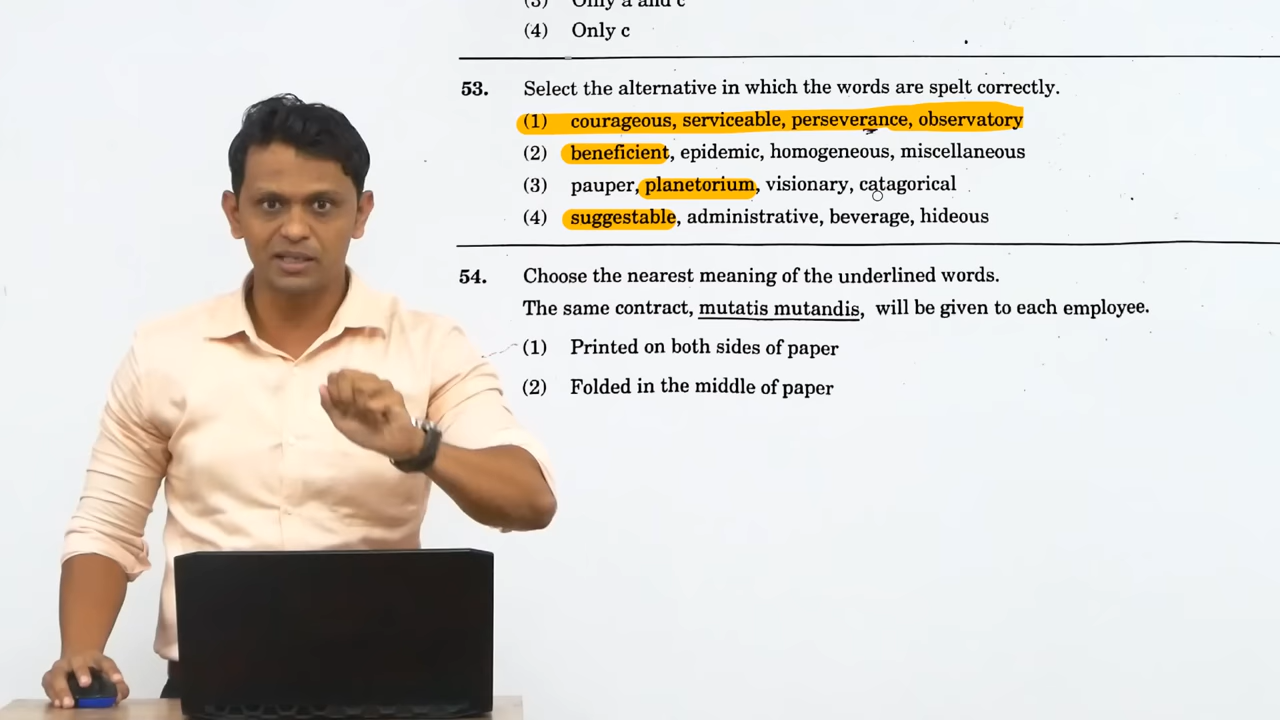 (3) Only a and c
(4) Only c
53. Select the alternative in which the words are spelt correctly.
(1) courageous, serviceable, perseverance, observatory
(2) beneficient, epidemic, homogeneous, miscellaneous
(3) pauper, planetorium, visionary, catagorical
(4) suggestable, administrative, beverage, hideous
54. Choose the nearest meaning of the underlined words.
The same contract, mutatis mutandis, will be given to each employee.
(1) Printed on both sides of paper
(2) Folded in the middle of paper